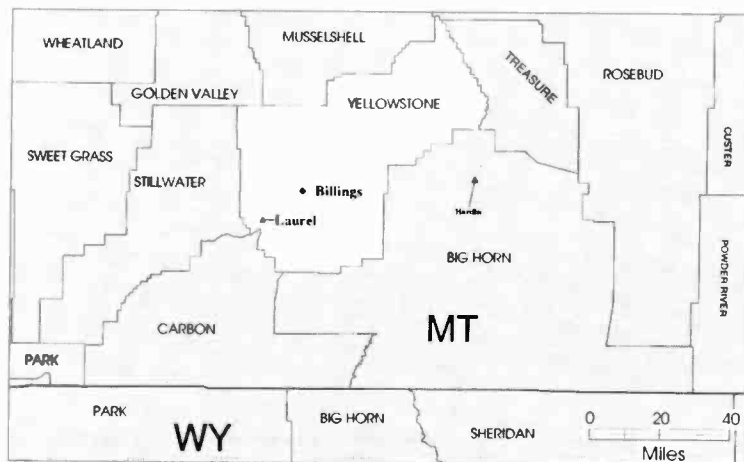 WHEATLAND
MUSSELSHELL
GOLDEN VALLEY
YELLOWSTONE
TREASURE
ROSEBUD
CUSTER
SWEET GRASS
STILLWATER
Billings
Laurel
Hardin
BIG HORN
POWDER RIVER
CARBON
MT
PARK
PARK
WY
BIG HORN
SHERIDAN
0 20 40
Miles